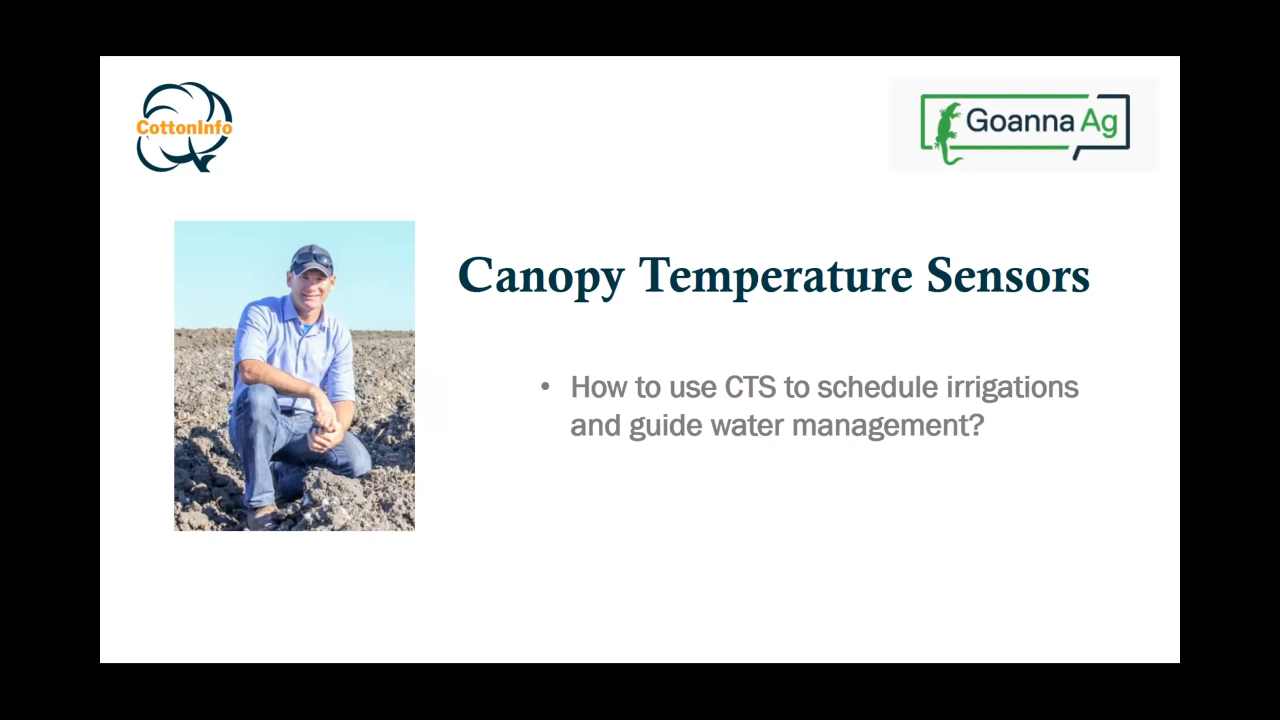 CottonInfo
Goanna Ag
Canopy Temperature Sensors
• How to use CTS to schedule irrigations
and guide water management?